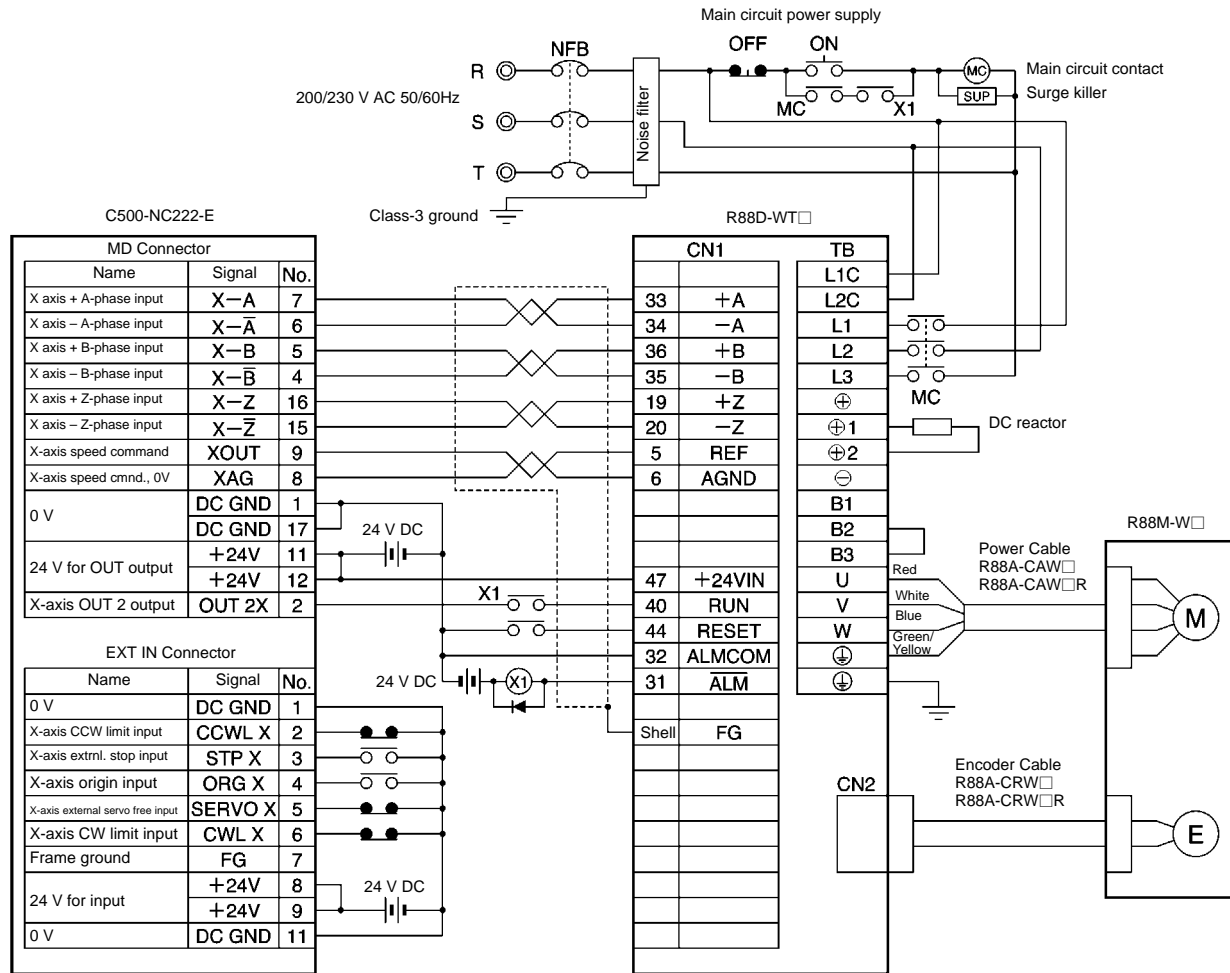 Main circuit power supply
OFF ON
NFB
R
MC Main circuit contact
200/230 V AC 50/60Hz
SUP Surge killer
MC X1
Noise filter
S
T
Class-3 ground
C500-NC222-E
R88D-WT□
MD Connector
Name Signal No.
X axis + A-phase input X−A 7
X axis – A-phase input X−A̅ 6
X axis + B-phase input X−B 5
X axis – B-phase input X−B̅ 4
X axis + Z-phase input X−Z 16
X axis – Z-phase input X−Z̅ 15
X-axis speed command XOUT 9
X-axis speed cmnd., 0V XAG 8
0 V DC GND 1
DC GND 17
24 V for OUT output +24V 11
+24V 12
X-axis OUT 2 output OUT 2X 2
24 V DC
X1
EXT IN Connector
Name Signal No.
0 V DC GND 1
X-axis CCW limit input CCWL X 2
X-axis extrnl. stop input STP X 3
X-axis origin input ORG X 4
X-axis external servo free input SERVO X 5
X-axis CW limit input CWL X 6
Frame ground FG 7
24 V for input +24V 8
+24V 9
0 V DC GND 11
24 V DC X1
24 V DC
CN1
33 +A
34 −A
36 +B
35 −B
19 +Z
20 −Z
5 REF
6 AGND
47 +24VIN
40 RUN
44 RESET
32 ALMCOM
31 A̅L̅M̅
Shell FG
TB
L1C
L2C
L1
L2
L3
⊕
⊕1
⊕2
⊖
B1
B2
B3
U
V
W
MC
DC reactor
Red
White
Blue
Green/
Yellow
CN2
Power Cable
R88A-CAW□
R88A-CAW□R
R88M-W□
M
Encoder Cable
R88A-CRW□
R88A-CRW□R
E